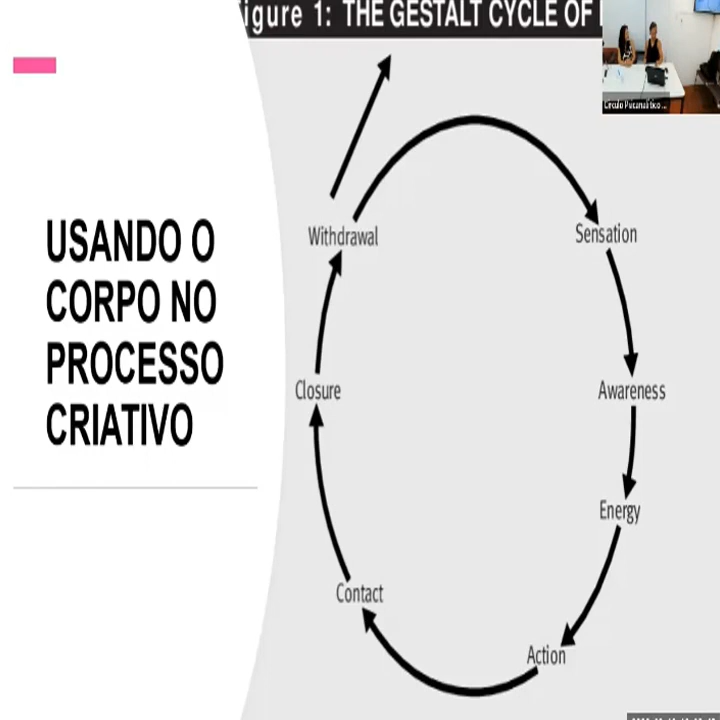 igure 1: THE GESTALT CYCLE OF
USANDO O
CORPO NO
PROCESSO
CRIATIVO
Withdrawal
Sensation
Closure
Awareness
Energy
Contact
Action